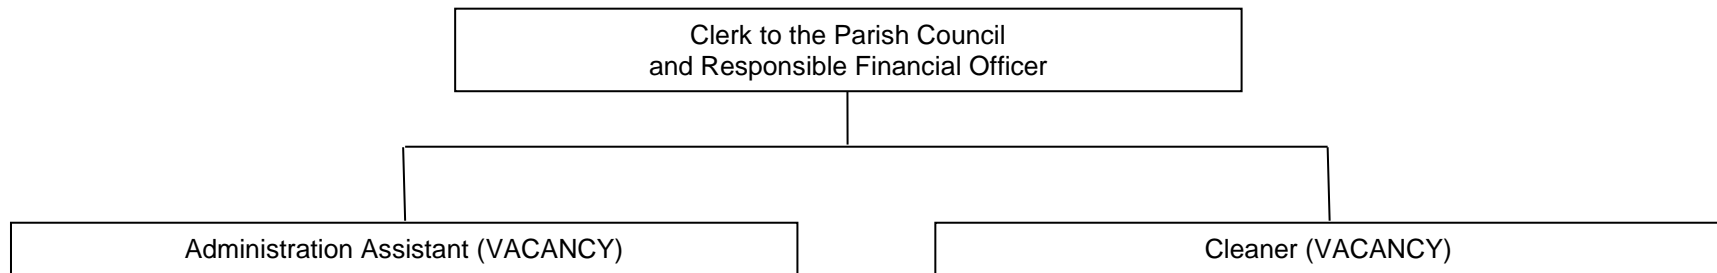 Clerk to the Parish Council
and Responsible Financial Officer
Administration Assistant (VACANCY)
Cleaner (VACANCY)